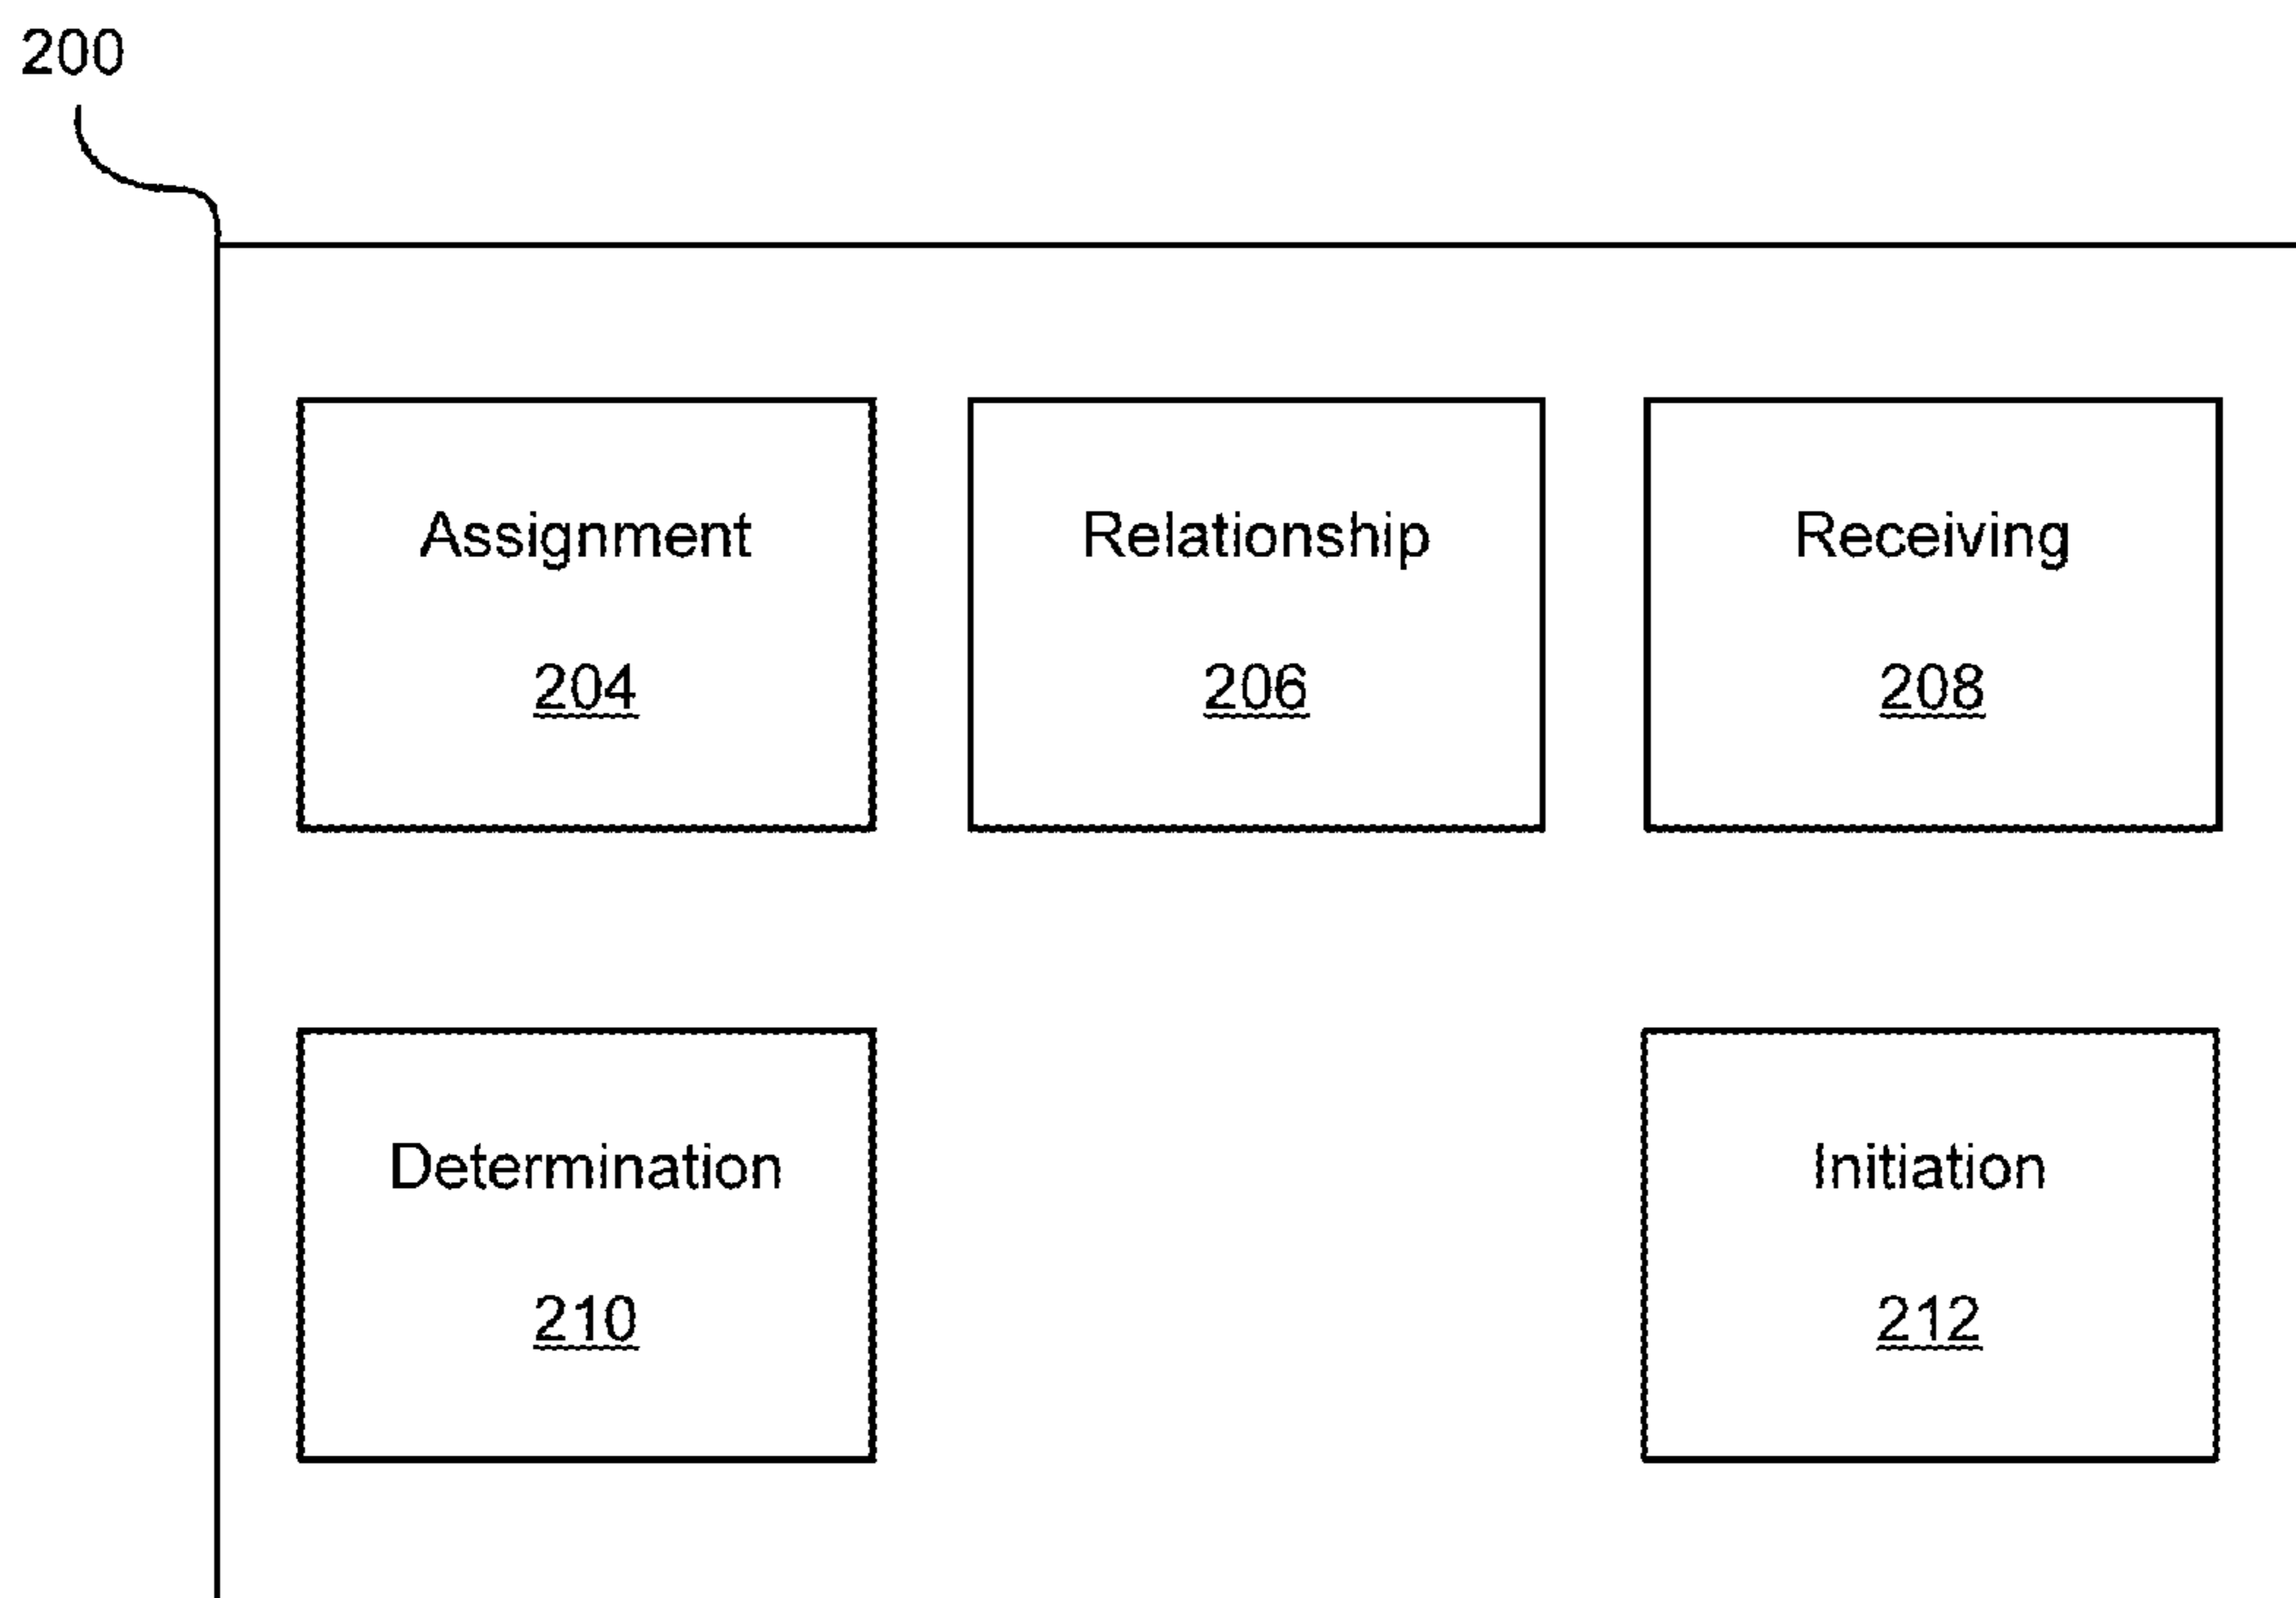 200
Assignment
204
Relationship
206
Receiving
208
Determination
210
Initiation
212